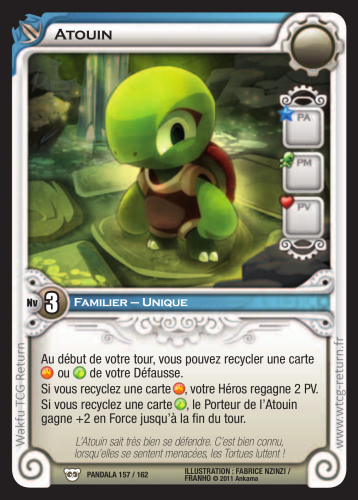 ATOUIN
PA
PM
PV
Nv 3
FAMILIER – UNIQUE
Au début de votre tour, vous pouvez recycler une carte
ou de votre Défausse.
Si vous recyclez une carte , votre Héros regagne 2 PV.
Si vous recyclez une carte , le Porteur de l'Atouin
gagne +2 en Force jusqu'à la fin du tour.
L'Atouin sait très bien se défendre. C'est bien connu,
lorsqu'elles se sentent menacées, les Tortues luttent !
PANDALA 157 / 162
ILLUSTRATION : FABRICE NZINZI /
FRANHO © 2011 Ankama
Wakfu TCG Return
www.wtcg-return.fr